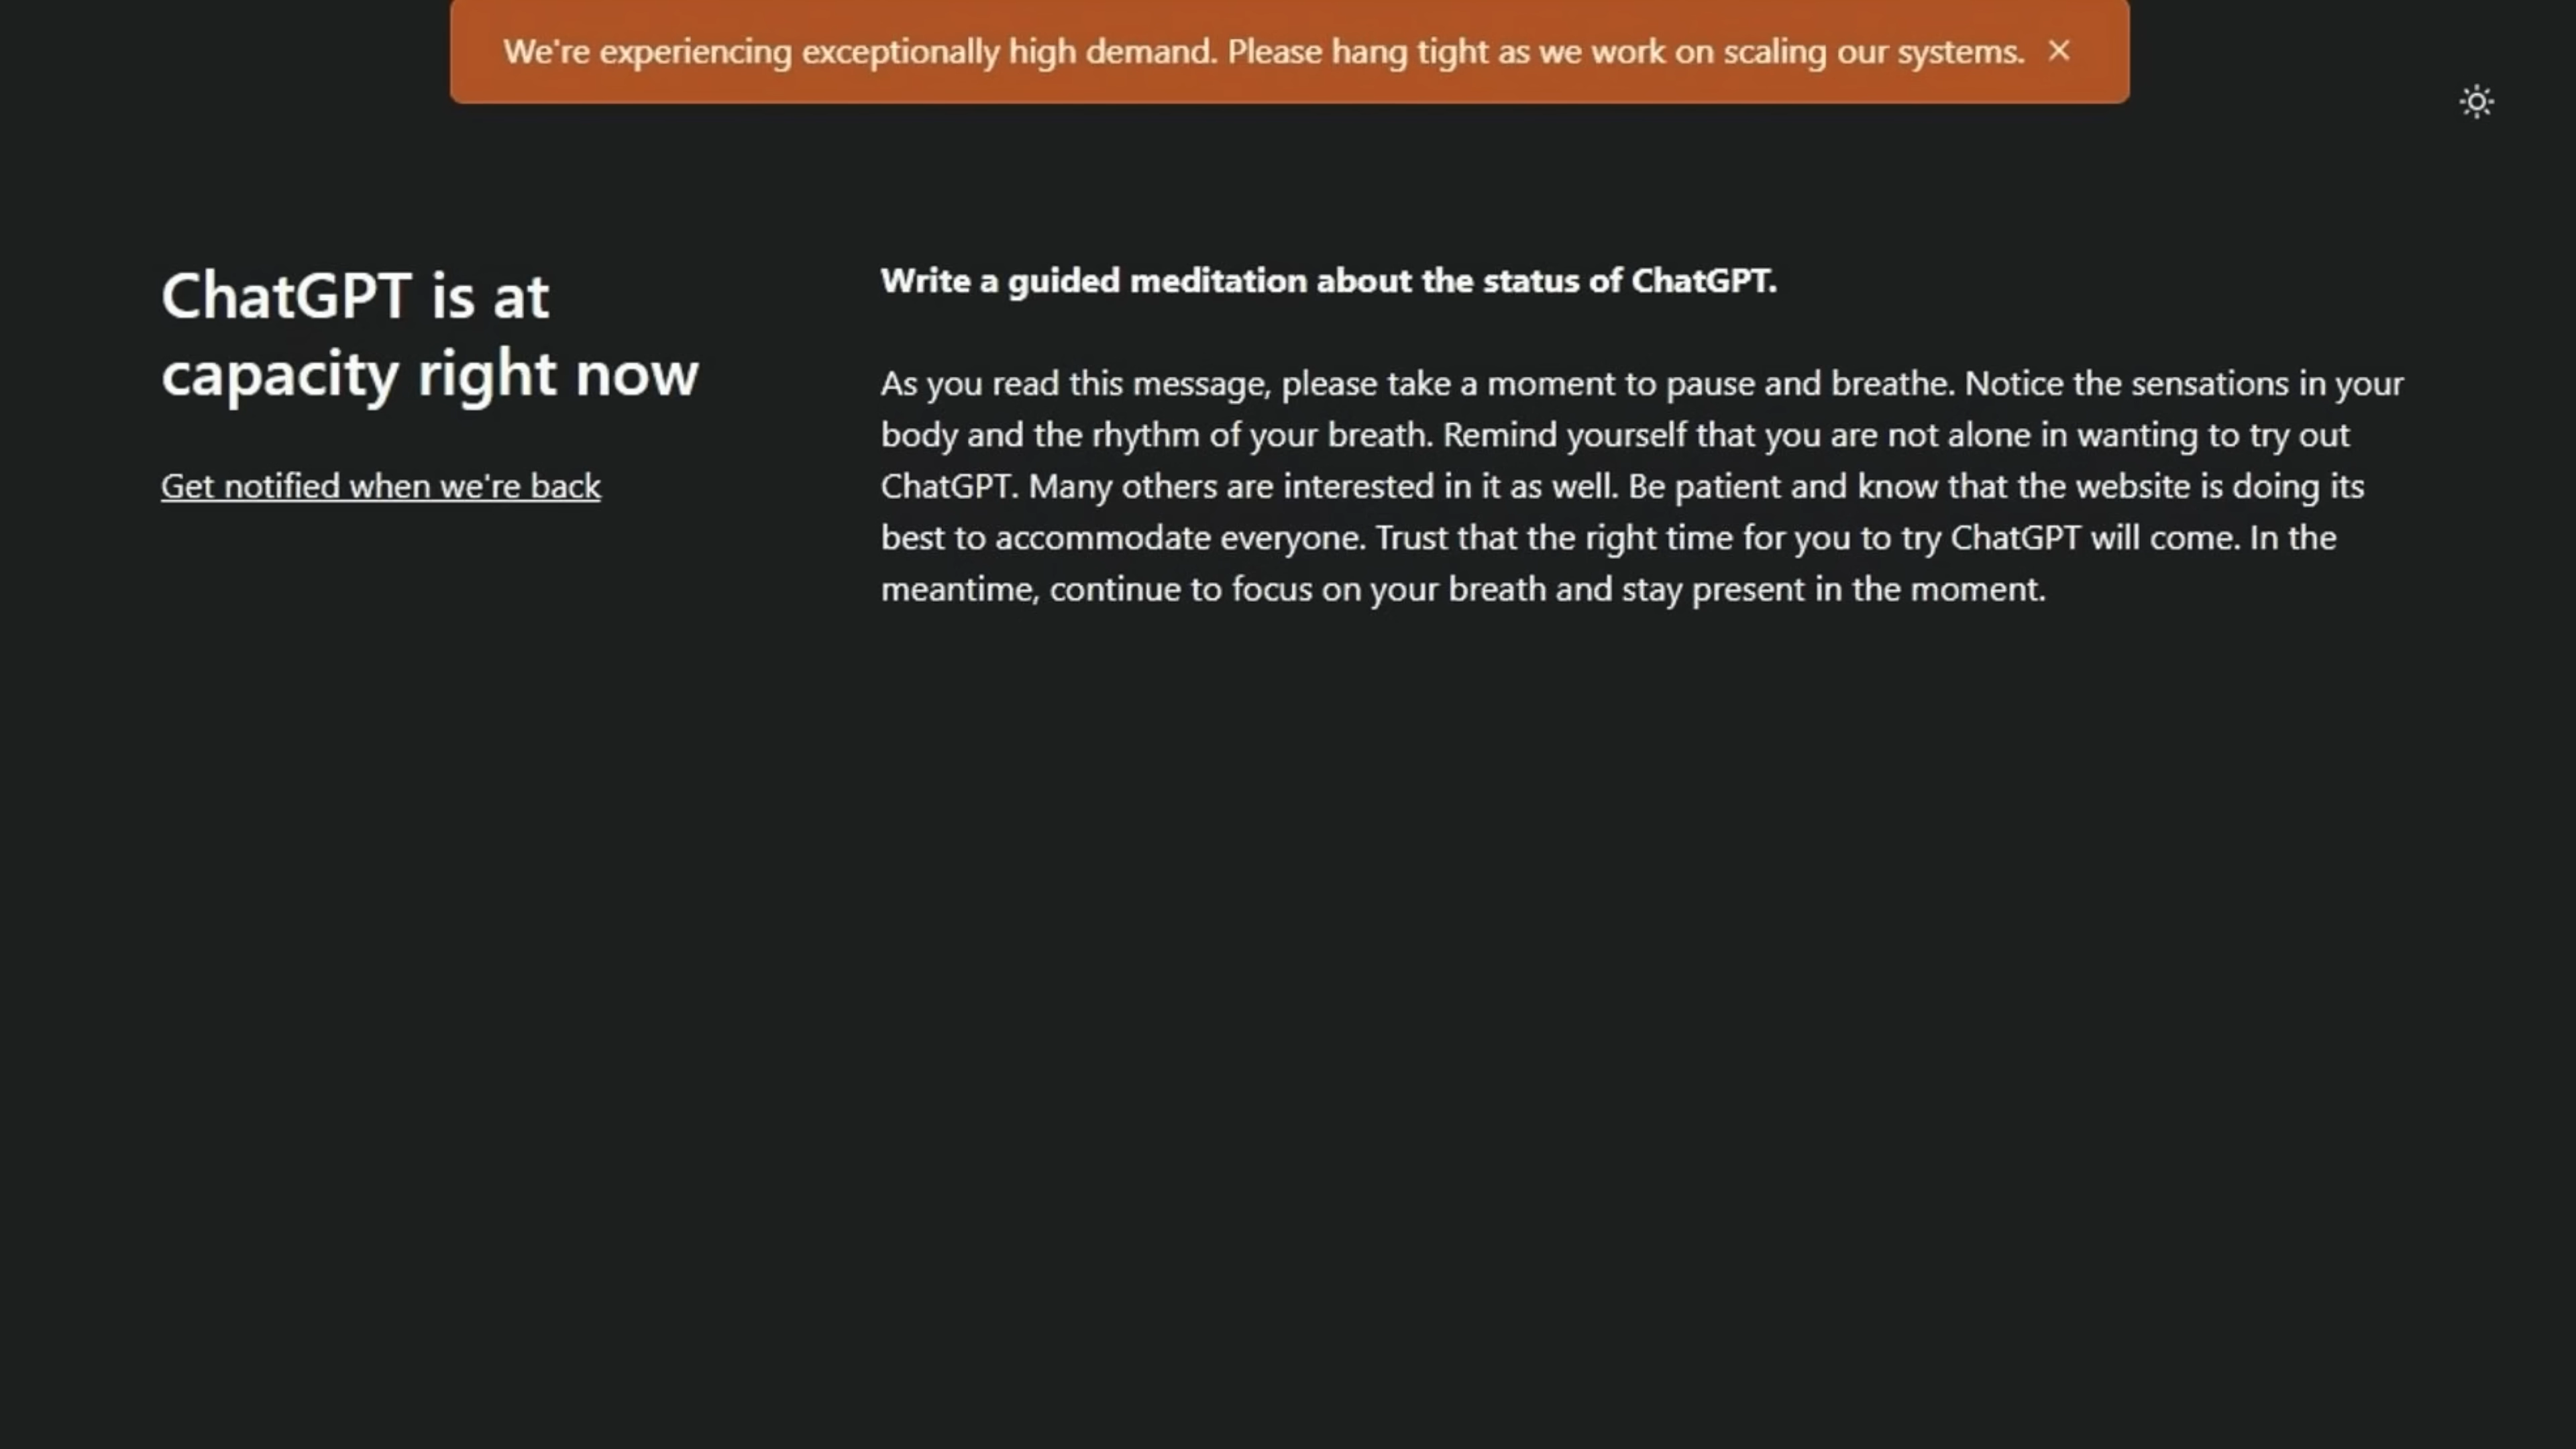 We're experiencing exceptionally high demand. Please hang tight as we work on scaling our systems. ×
ChatGPT is at
capacity right now
Get notified when we're back
Write a guided meditation about the status of ChatGPT.
As you read this message, please take a moment to pause and breathe. Notice the sensations in your
body and the rhythm of your breath. Remind yourself that you are not alone in wanting to try out
ChatGPT. Many others are interested in it as well. Be patient and know that the website is doing its
best to accommodate everyone. Trust that the right time for you to try ChatGPT will come. In the
meantime, continue to focus on your breath and stay present in the moment.